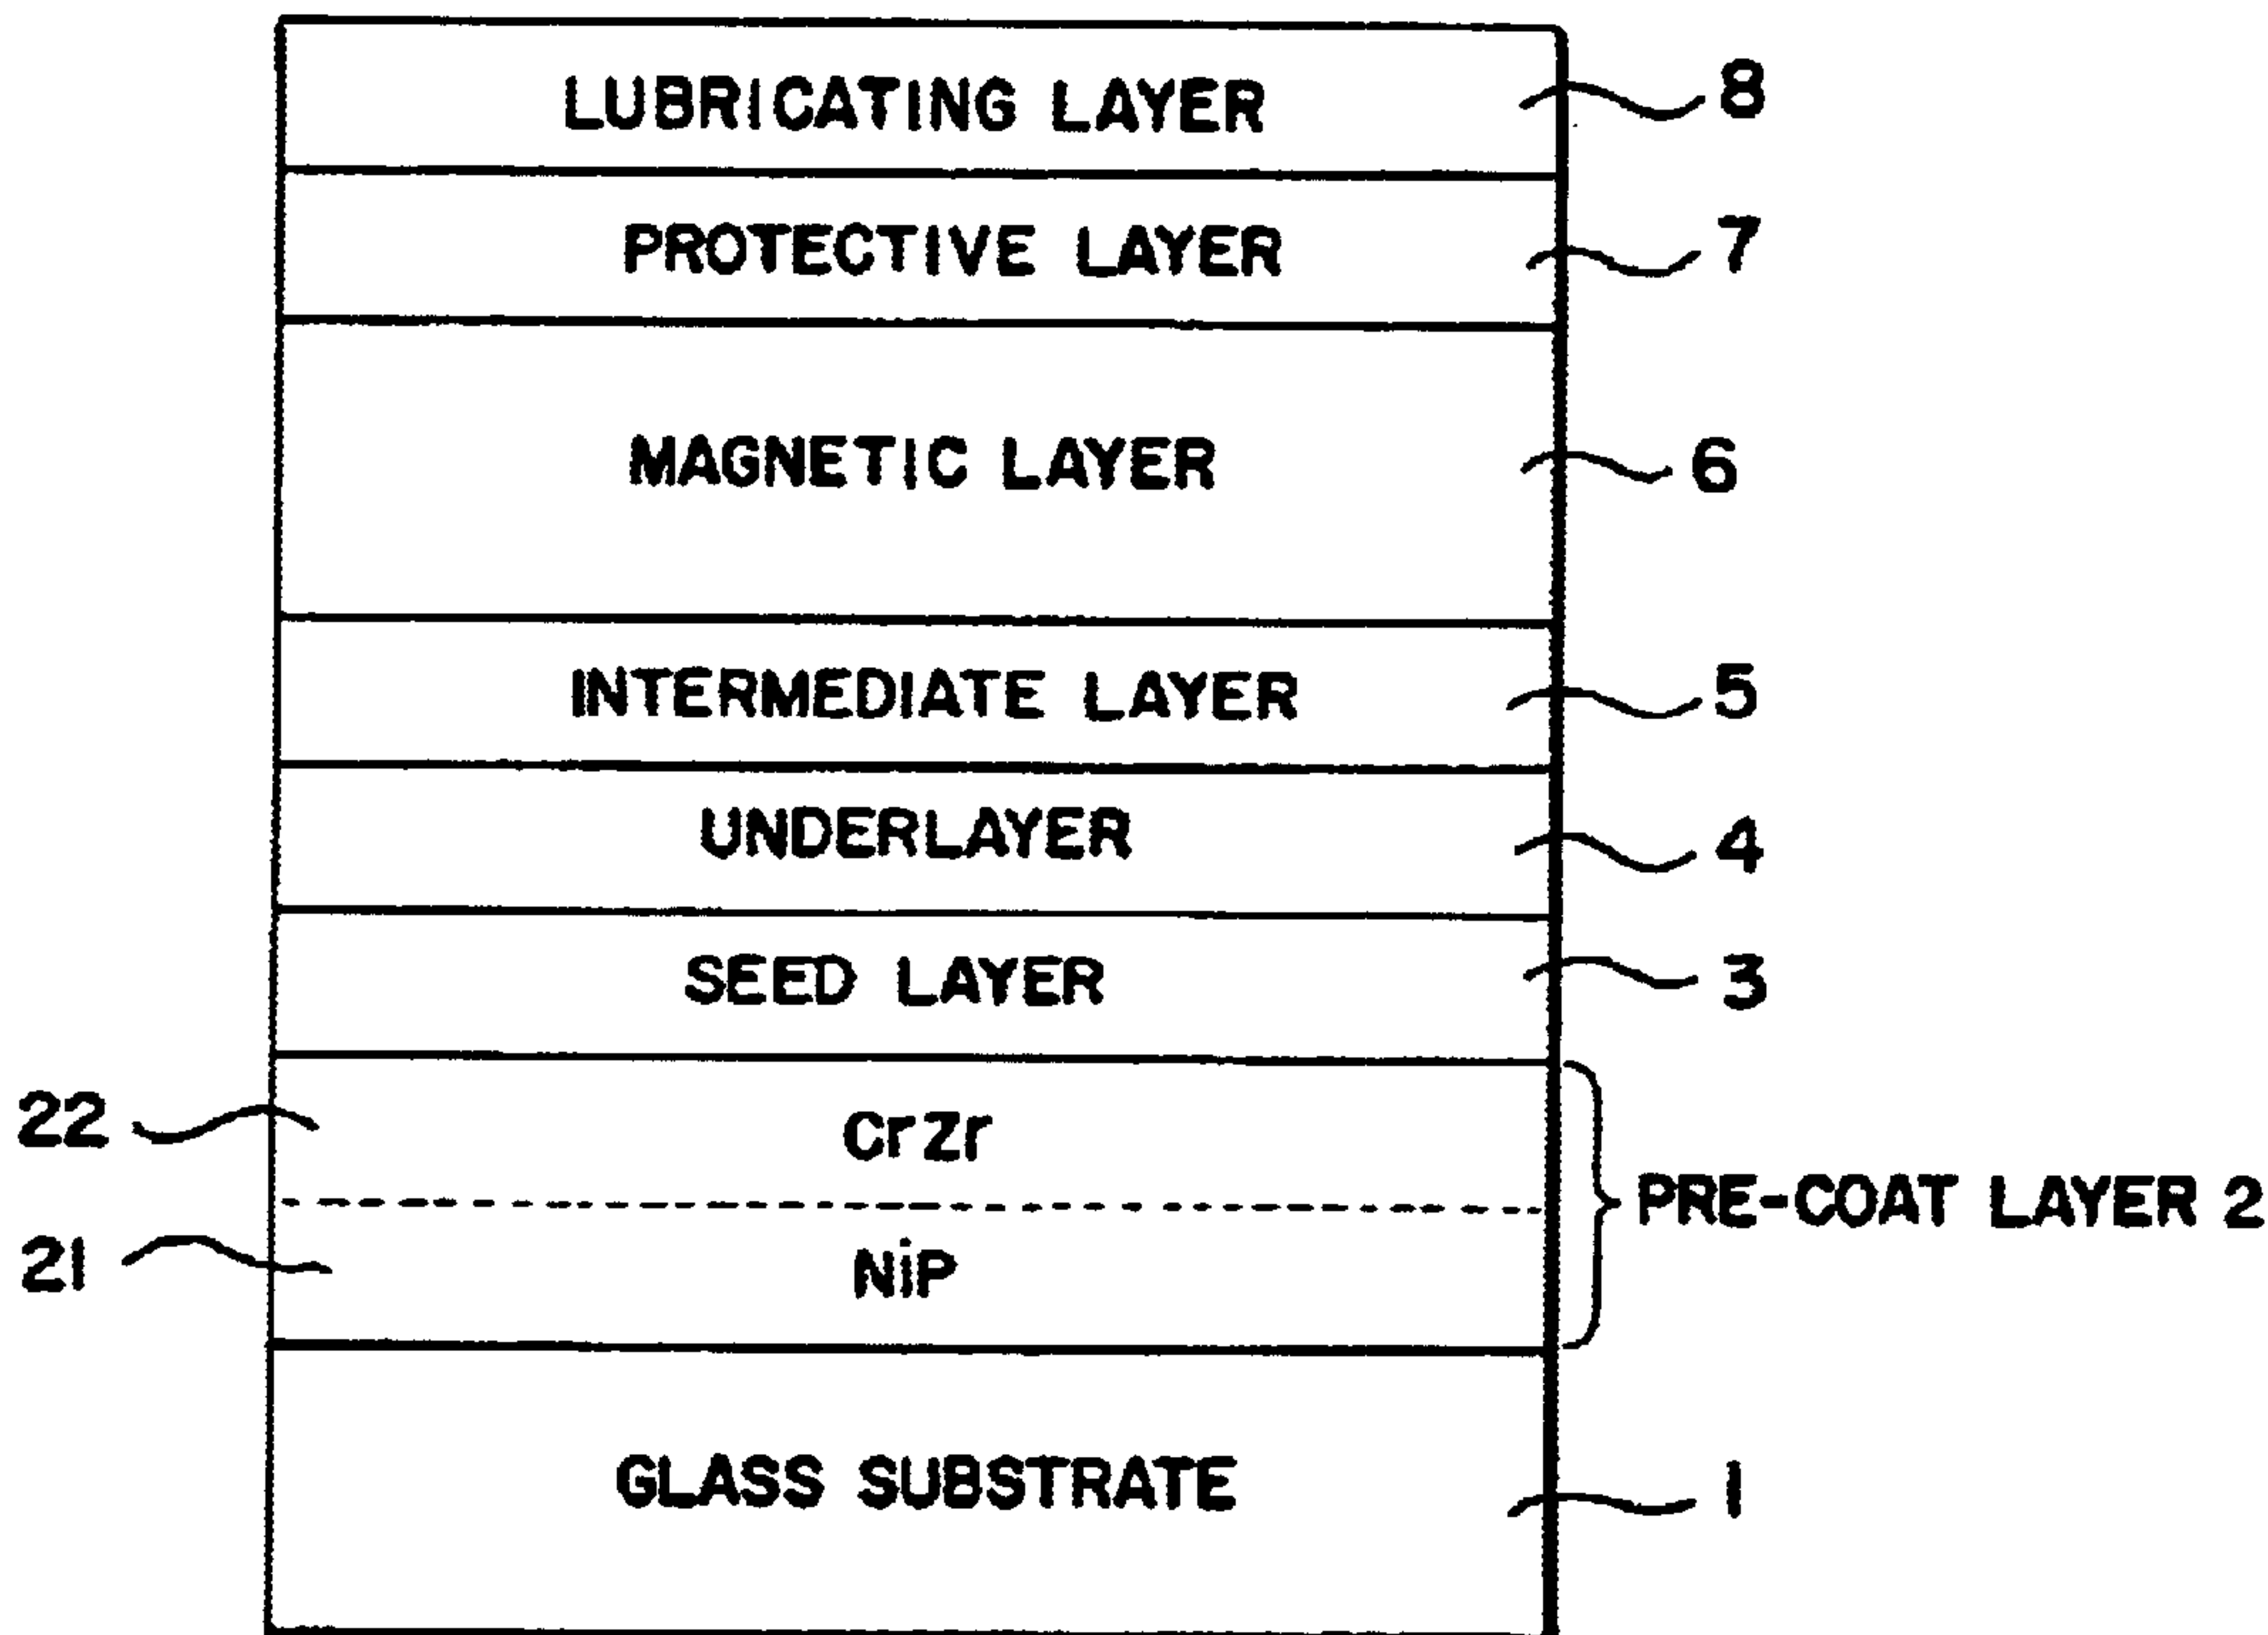 LUBRICATING LAYER 8
PROTECTIVE LAYER 7
MAGNETIC LAYER 6
INTERMEDIATE LAYER 5
UNDERLAYER 4
SEED LAYER 3
22 CrZr
PRE-COAT LAYER 2
21 NiP
GLASS SUBSTRATE 1